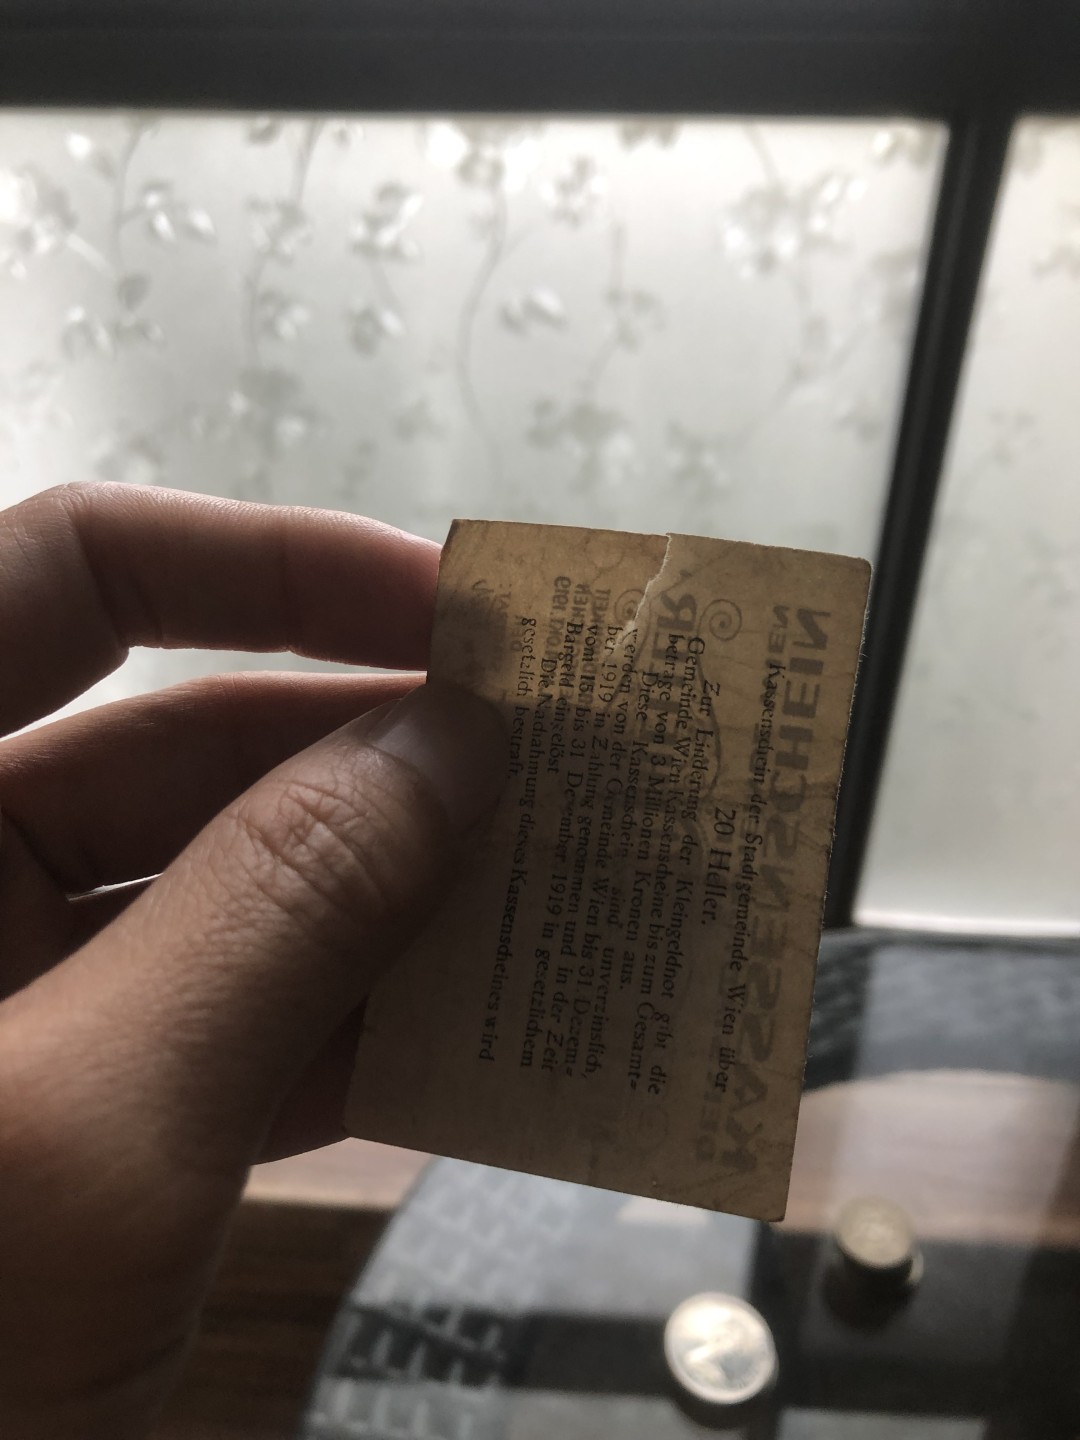 Kassenschein der Stadtgemeinde Wien über
20 Heller.
Zur Linderung der Kleingeldnot gibt die
Gemeinde Wien Kassenscheine bis zum Gesamt=
betrage von 3 Millionen Kronen aus.
Diese Kassenscheine sind unverzinslich,
werden von der Gemeinde Wien bis 31. Dezem=
ber 1919 in Zahlung genommen und in der Zeit
vom 15. bis 31. Dezember 1919 in gesetzlichem
Bargeld eingelöst
Die Nachahmung dieses Kassenscheines wird
gesetzlich bestraft.
KASSENSCHEIN